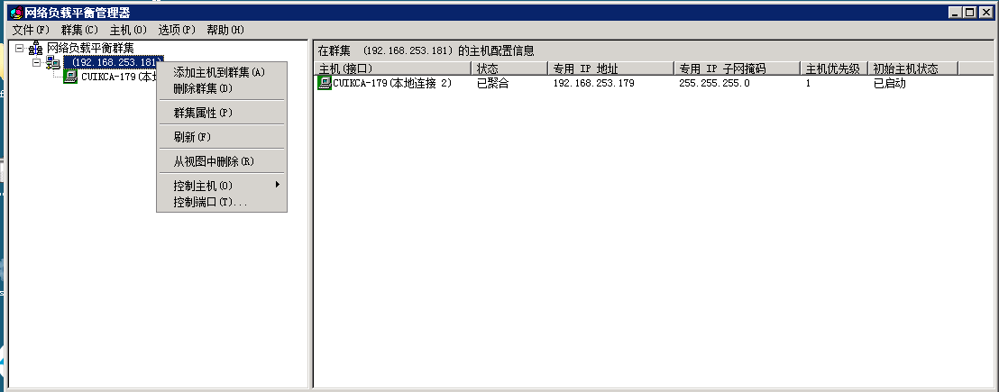 网络负载平衡管理器
文件(F) 群集(C) 主机(O) 选项(P) 帮助(H)
网络负载平衡群集
(192.168.253.181)
CUIKCA-179(本地
添加主机到群集(A)
删除群集(D)
群集属性(P)
刷新(F)
从视图中删除(R)
控制主机(O)
控制端口(T)...
在群集 (192.168.253.181) 的主机配置信息
主机(接口) 状态 专用 IP 地址 专用 IP 子网掩码 主机优先级 初始主机状态
CUIKCA-179(本地连接 2) 已聚合 192.168.253.179 255.255.255.0 1 已启动